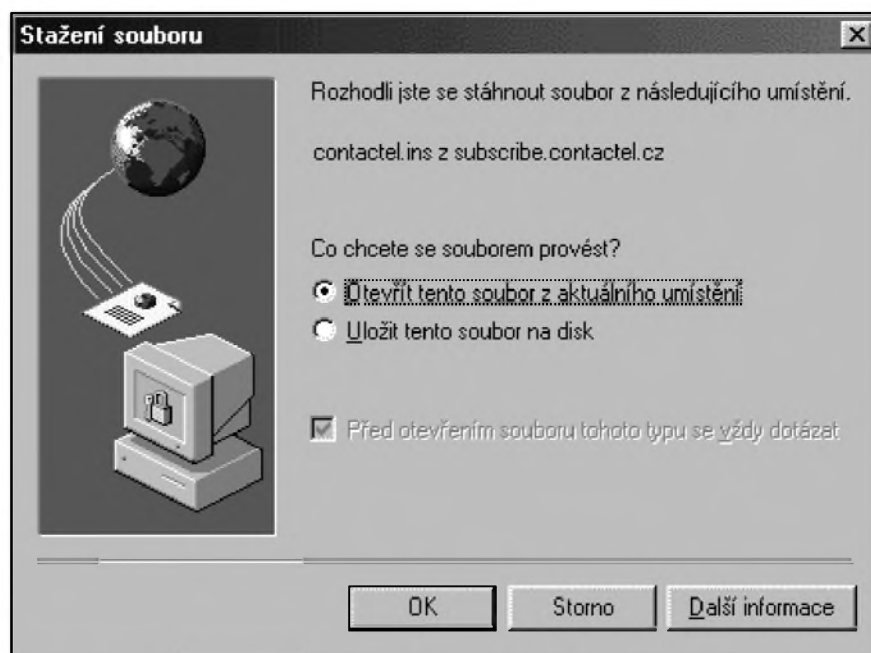 Stažení souboru
Rozhodli jste se stáhnout soubor z následujícího umístění.
contactel.ins z subscribe.contactel.cz
Co chcete se souborem provést?
Otevřít tento soubor z aktuálního umístění
Uložit tento soubor na disk
Před otevřením souboru tohoto typu se vždy dotázat
OK
Storno
Další informace